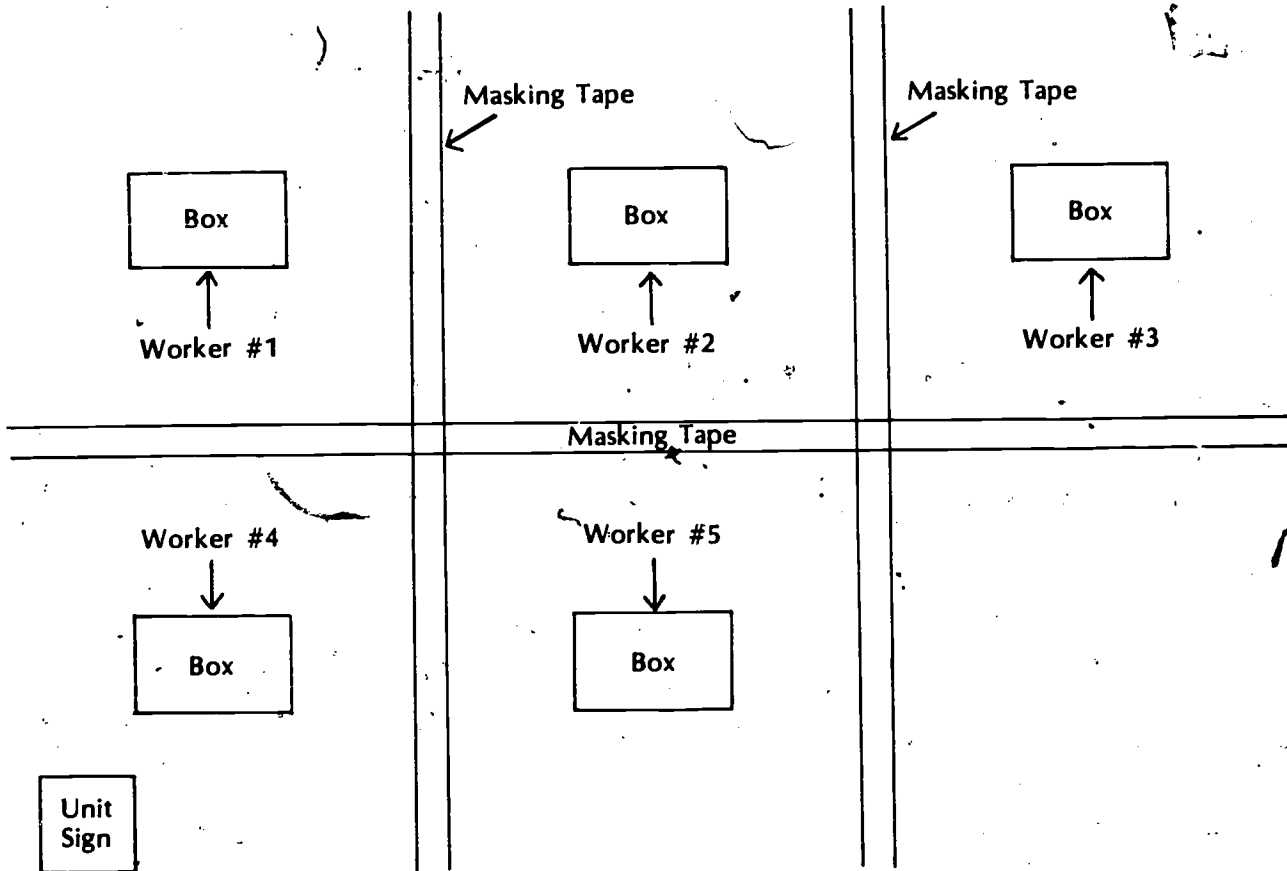 Masking Tape
Masking Tape
Box
Box
Box
Worker #1
Worker #2
Worker #3
Masking Tape
Worker #4
Worker #5
Box
Box
Unit
Sign